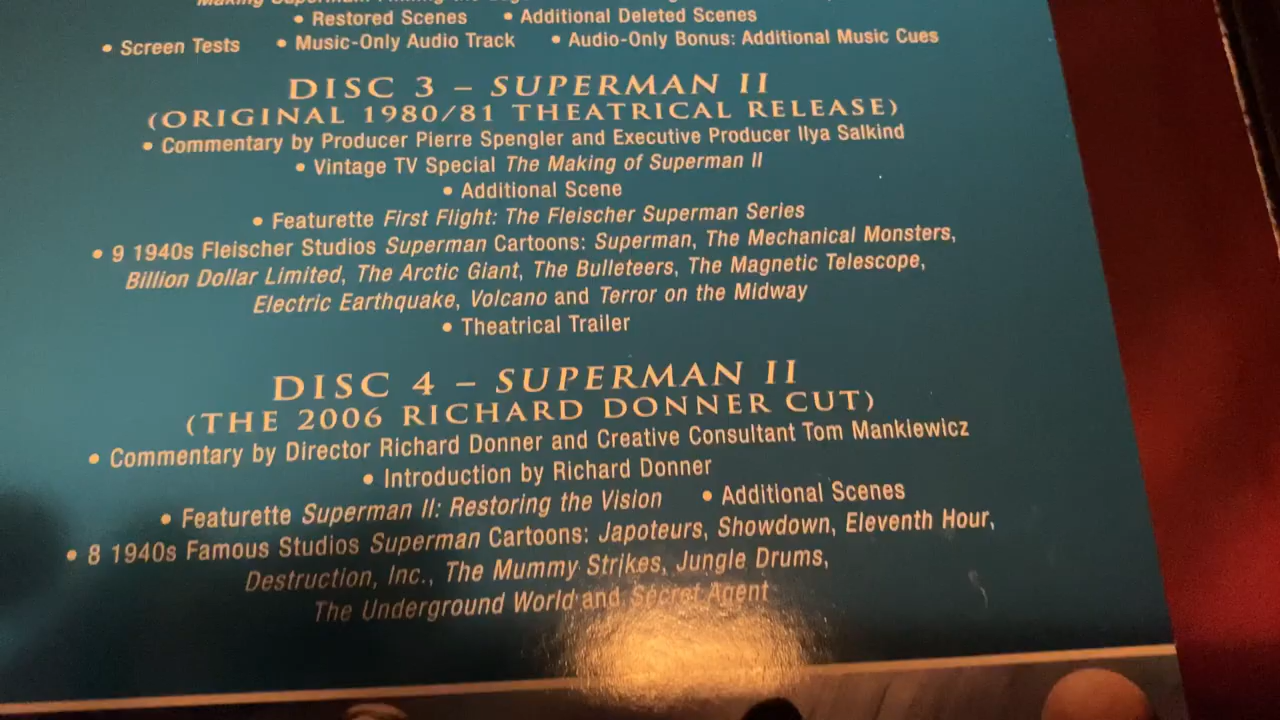 • Restored Scenes • Additional Deleted Scenes
• Screen Tests • Music-Only Audio Track • Audio-Only Bonus: Additional Music Cues
DISC 3 – SUPERMAN II
(ORIGINAL 1980/81 THEATRICAL RELEASE)
• Commentary by Producer Pierre Spengler and Executive Producer Ilya Salkind
• Vintage TV Special The Making of Superman II
• Additional Scene
• Featurette First Flight: The Fleischer Superman Series
• 9 1940s Fleischer Studios Superman Cartoons: Superman, The Mechanical Monsters,
Billion Dollar Limited, The Arctic Giant, The Bulleteers, The Magnetic Telescope,
Electric Earthquake, Volcano and Terror on the Midway
• Theatrical Trailer
DISC 4 – SUPERMAN II
(THE 2006 RICHARD DONNER CUT)
• Commentary by Director Richard Donner and Creative Consultant Tom Mankiewicz
• Introduction by Richard Donner
• Featurette Superman II: Restoring the Vision • Additional Scenes
• 8 1940s Famous Studios Superman Cartoons: Japoteurs, Showdown, Eleventh Hour,
Destruction, Inc., The Mummy Strikes, Jungle Drums,
The Underground World and Secret Agent